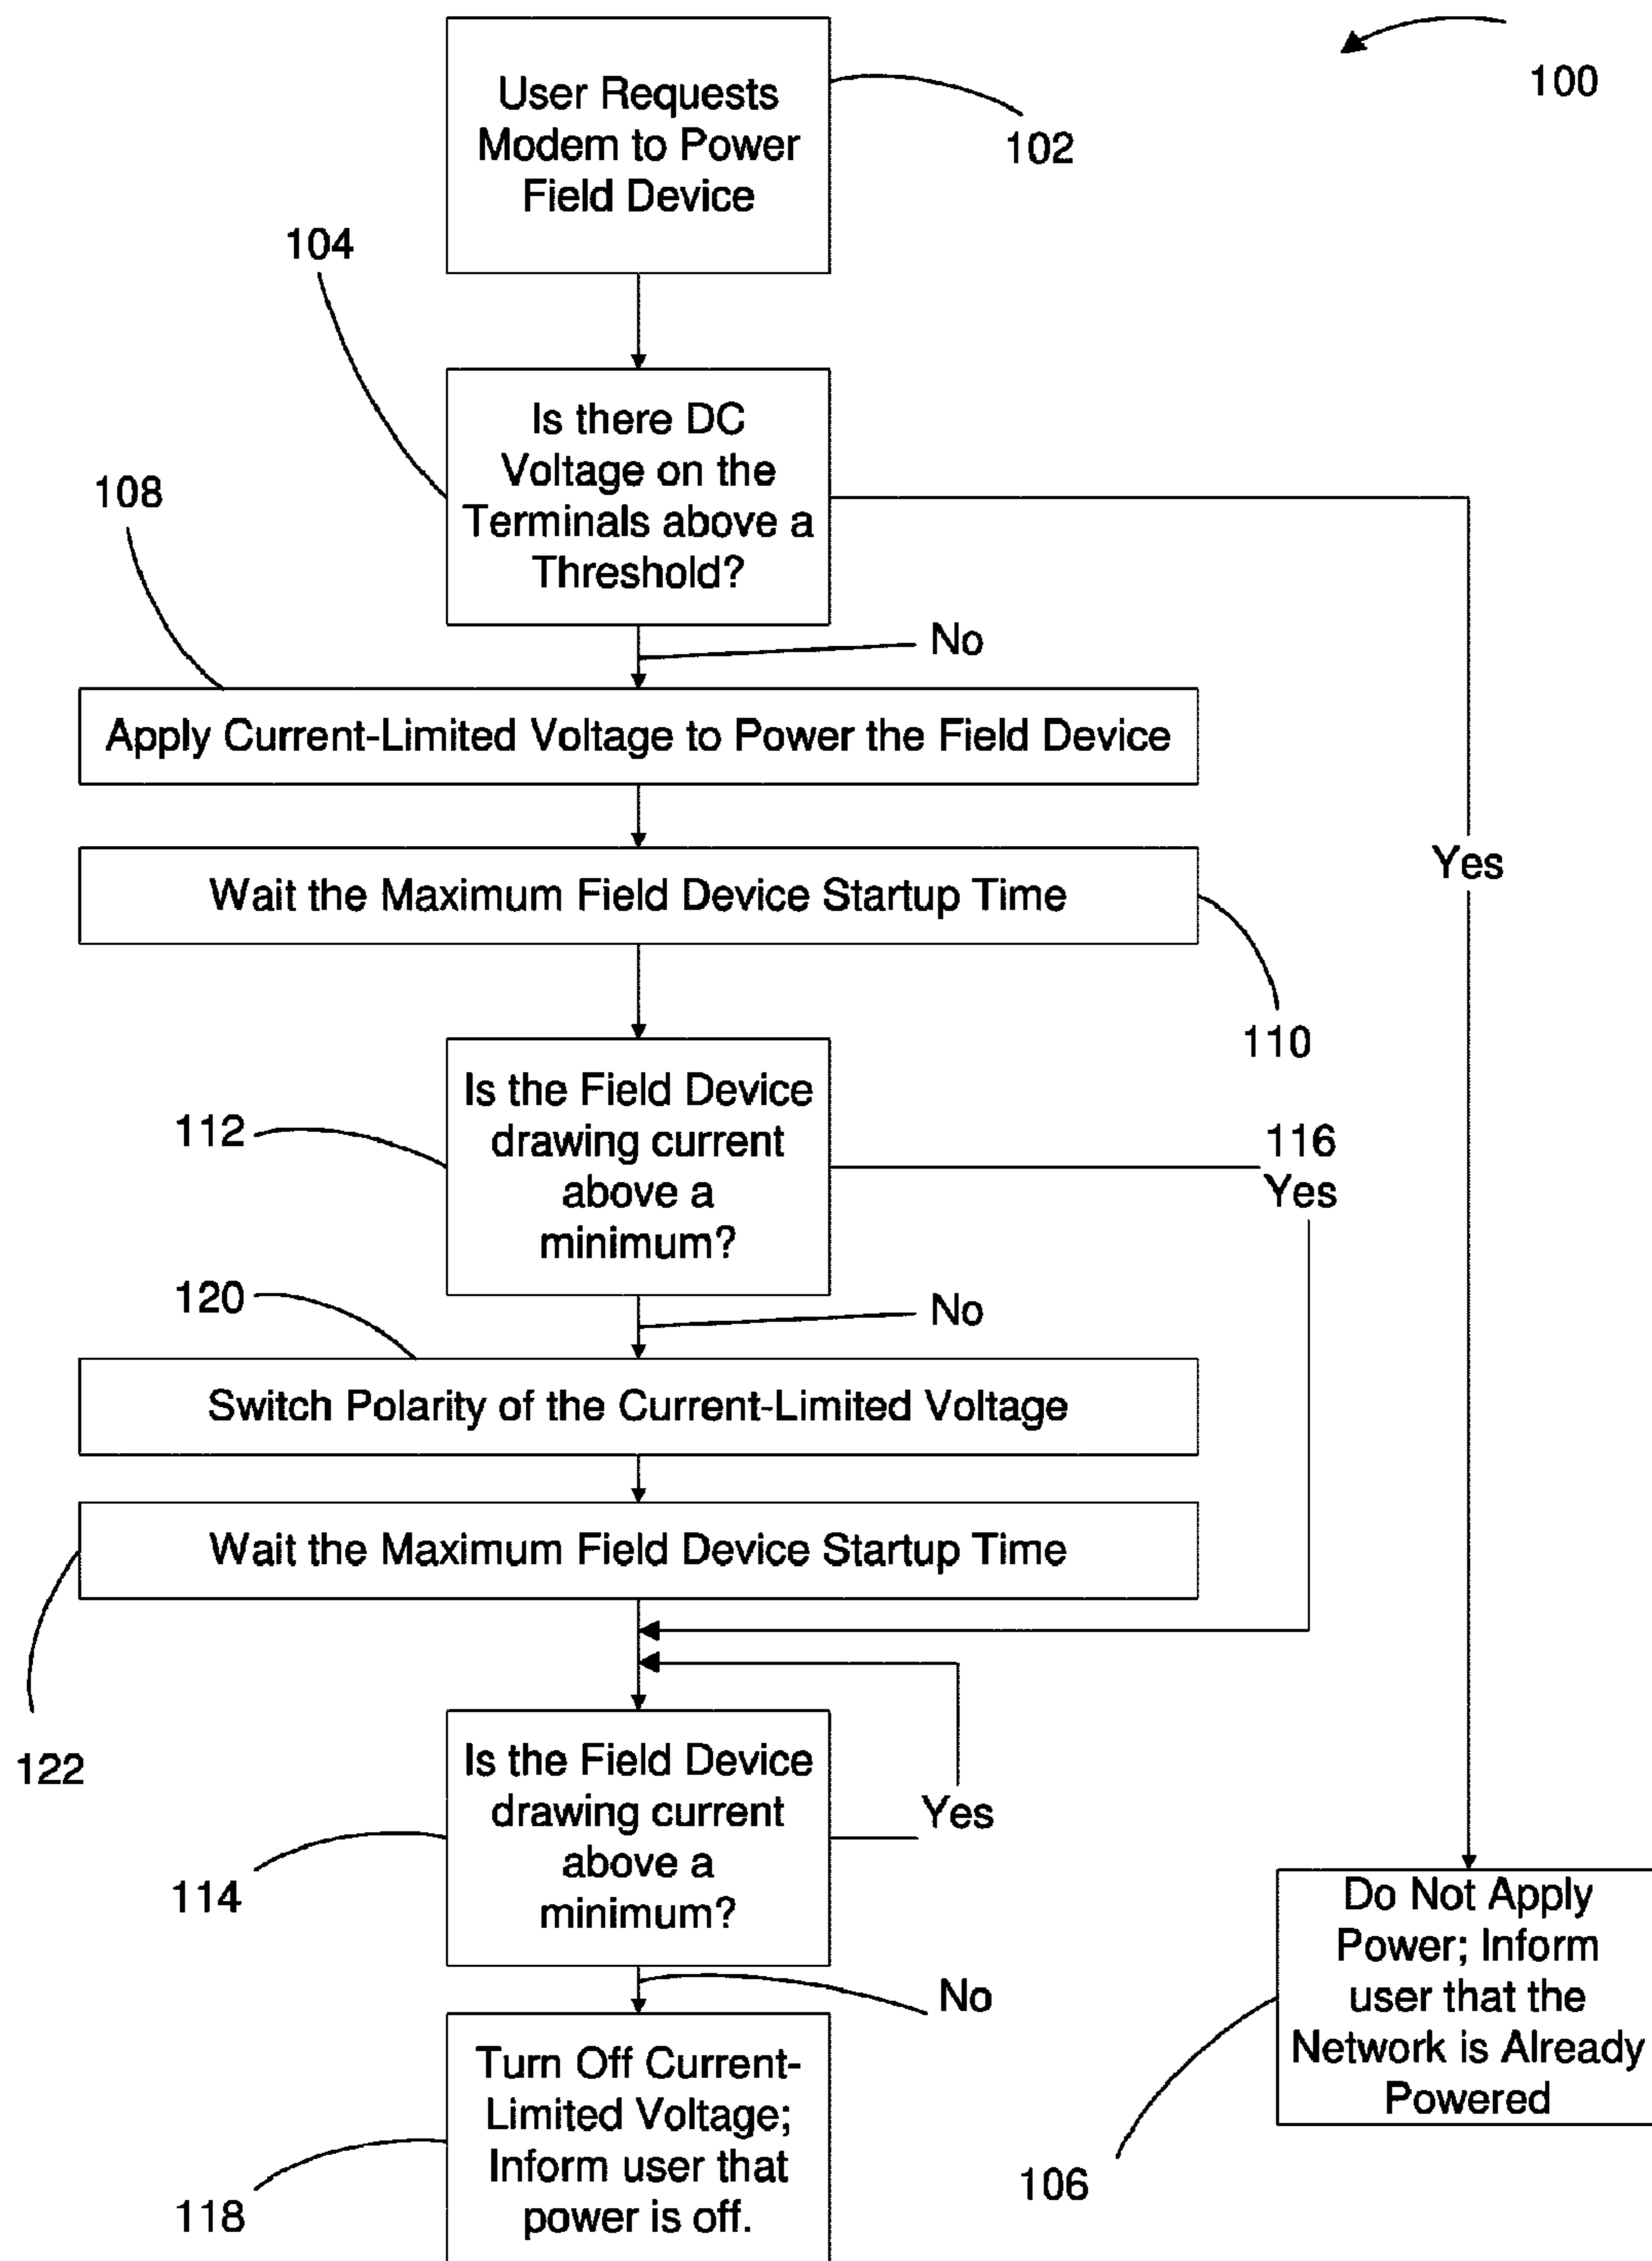 User Requests
Modem to Power
Field Device
100
102
104
Is there DC
Voltage on the
Terminals above a
Threshold?
108
No
Apply Current-Limited Voltage to Power the Field Device
Yes
Wait the Maximum Field Device Startup Time
110
Is the Field Device
drawing current
above a
minimum?
112
116
Yes
120
No
Switch Polarity of the Current-Limited Voltage
Wait the Maximum Field Device Startup Time
122
Is the Field Device
drawing current
above a
minimum?
Yes
114
No
Do Not Apply
Power; Inform
user that the
Network is Already
Powered
Turn Off Current-
Limited Voltage;
Inform user that
power is off.
106
118